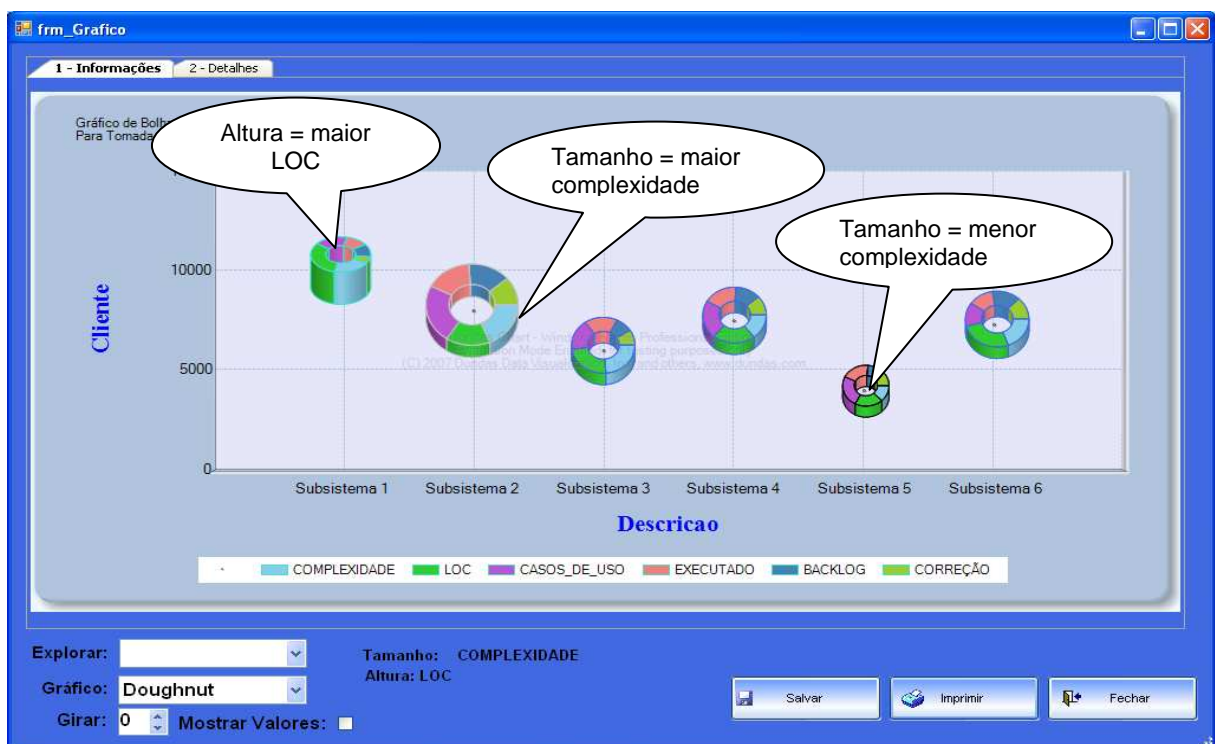 frm_Grafico
1 - Informações
2 - Detalhes
Gráfico de
Para
Altura = maior
LOC
Tamanho = maior
complexidade
Tamanho = menor
complexidade
Cliente
10000
5000
0
Subsistema 1
Subsistema 2
Subsistema 3
Subsistema 4
Subsistema 5
Subsistema 6
Descricao
COMPLEXIDADE
LOC
CASOS_DE_USO
EXECUTADO
BACKLOG
CORREÇÃO
Explorar:
Gráfico: Doughnut
Girar: 0
Mostrar Valores:
Tamanho: COMPLEXIDADE
Altura: LOC
Salvar
Imprimir
Fechar